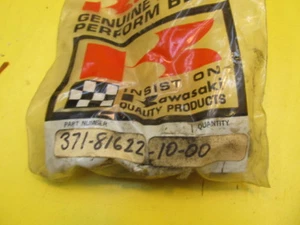 GENUINE
PERFORM B
INSIST ON
Kawasaki
QUALITY PRODUCTS
PART NUMBER
QUANTITY
371-81622-10-00